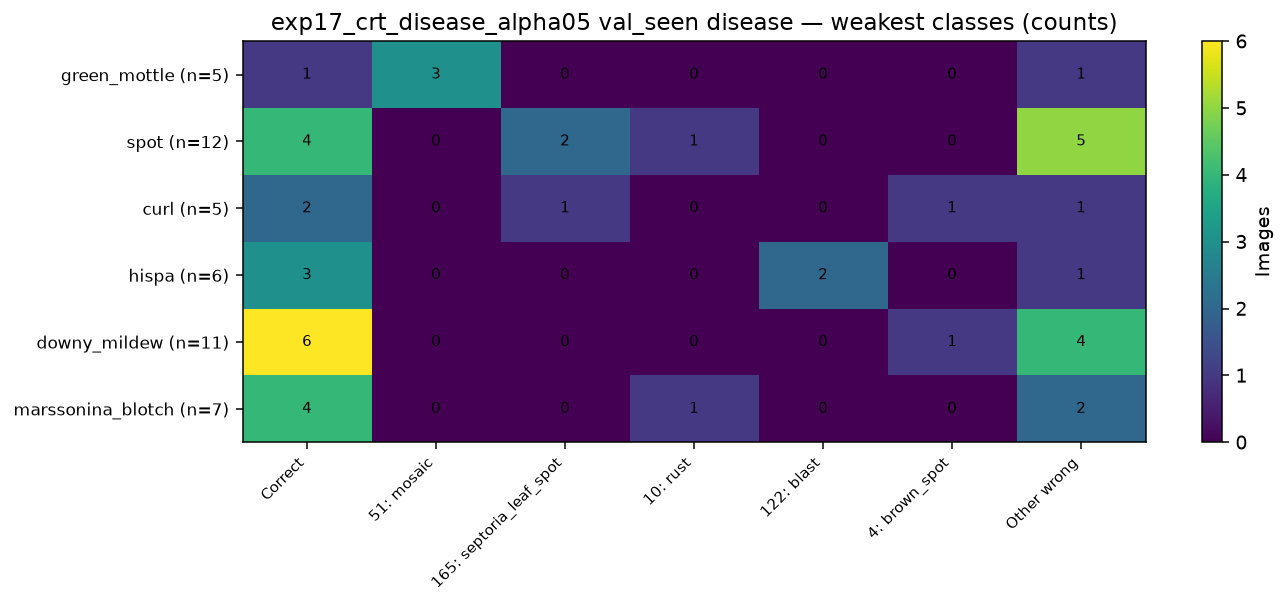 exp17_crt_disease_alpha05 val_seen disease — weakest classes (counts)
green_mottle (n=5) 1 3 0 0 0 0 1
spot (n=12) 4 0 2 1 0 0 5
curl (n=5) 2 0 1 0 0 1 1
hispa (n=6) 3 0 0 0 2 0 1
downy_mildew (n=11) 6 0 0 0 0 1 4
marssonina_blotch (n=7) 4 0 0 1 0 0 2
Correct
51: mosaic
165: septoria_leaf_spot
10: rust
122: blast
4: brown_spot
Other wrong
6
5
4
3
2
1
0
Images